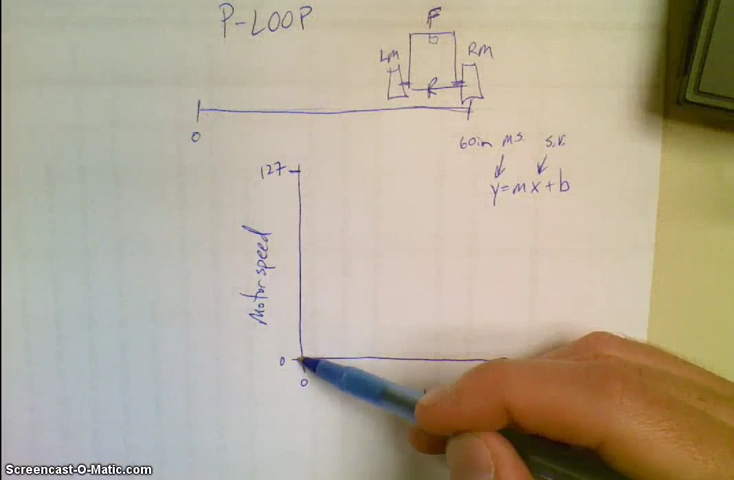 P-LOOP
F
LM
RM
R
0
60in
m.s.
s.v.
y=mx+b
127
Motor speed
0
0
Screencast-O-Matic.com